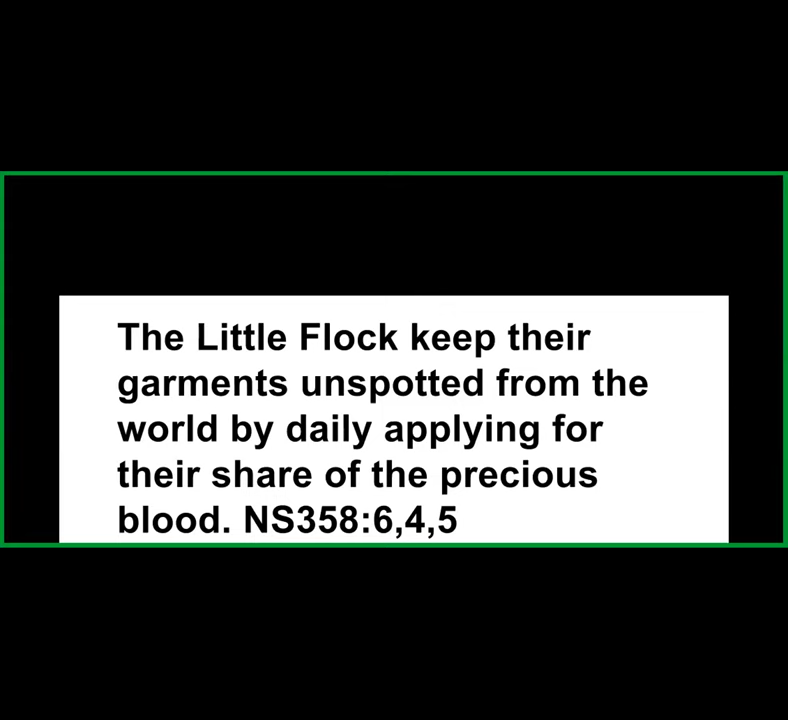 The Little Flock keep their
garments unspotted from the
world by daily applying for
their share of the precious
blood. NS358:6,4,5